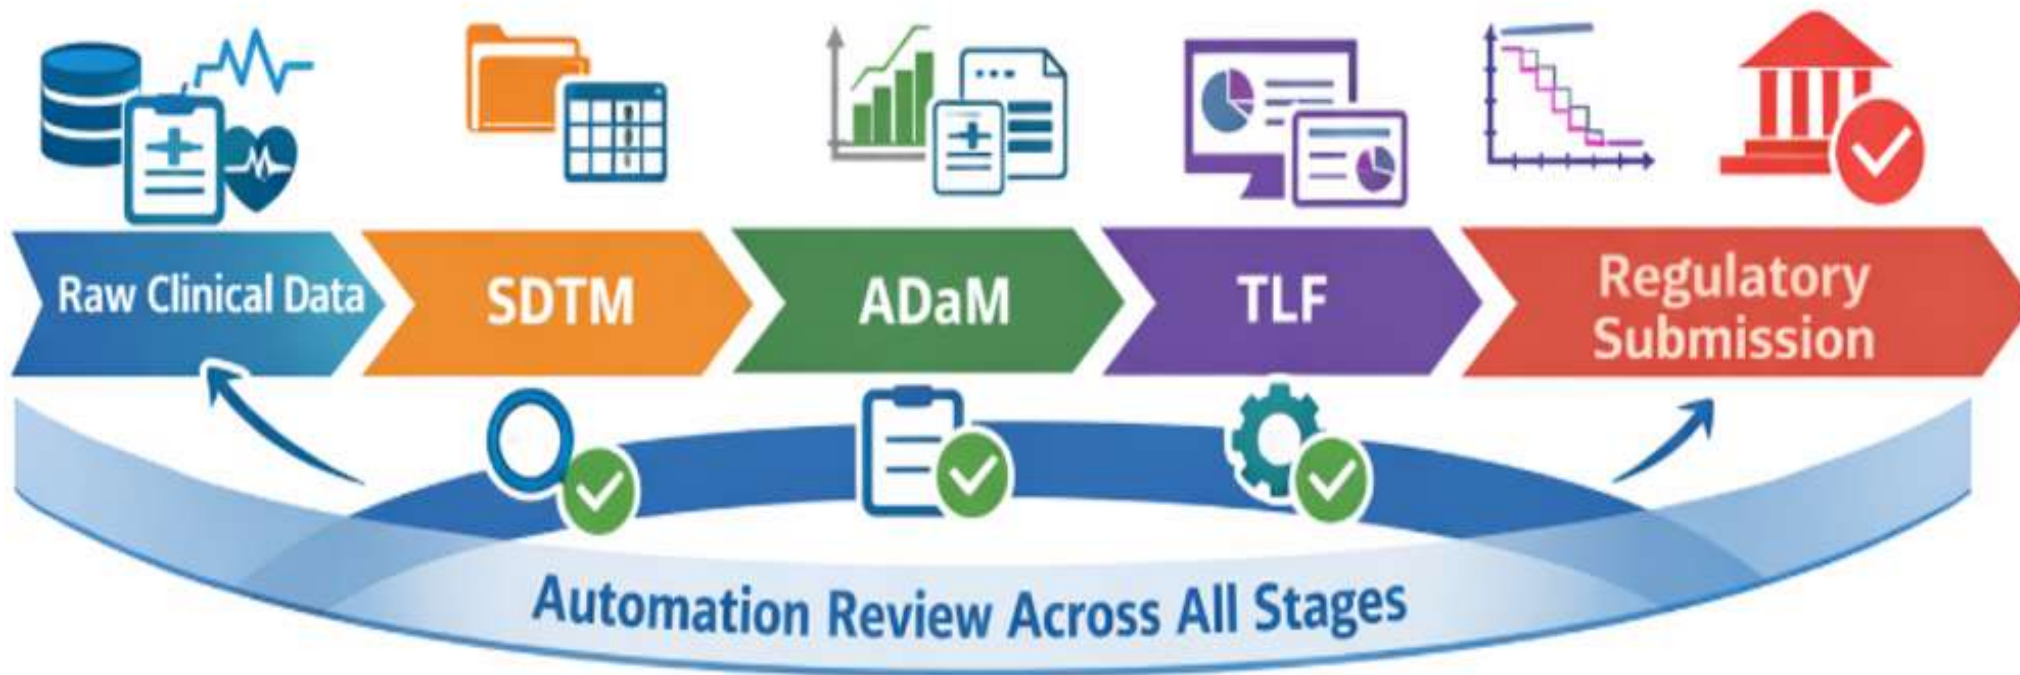 Raw Clinical Data
SDTM
ADaM
TLF
Regulatory
Submission
Automation Review Across All Stages